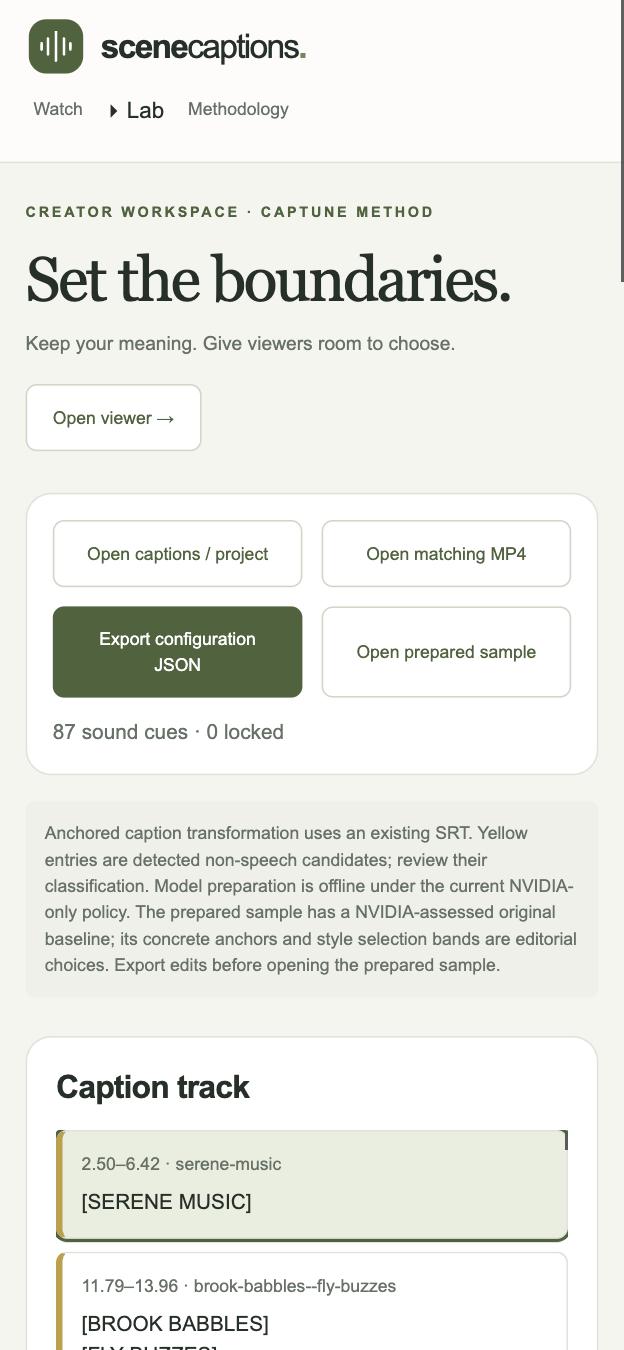 scenecaptions.
Watch Lab Methodology
CREATOR WORKSPACE · CAPTUNE METHOD
Set the boundaries.
Keep your meaning. Give viewers room to choose.
Open viewer →
Open captions / project
Open matching MP4
Export configuration
JSON
Open prepared sample
87 sound cues · 0 locked
Anchored caption transformation uses an existing SRT. Yellow
entries are detected non-speech candidates; review their
classification. Model preparation is offline under the current NVIDIA-
only policy. The prepared sample has a NVIDIA-assessed original
baseline; its concrete anchors and style selection bands are editorial
choices. Export edits before opening the prepared sample.
Caption track
2.50–6.42 · serene-music
[SERENE MUSIC]
11.79–13.96 · brook-babbles--fly-buzzes
[BROOK BABBLES]
[FLY BUZZES]